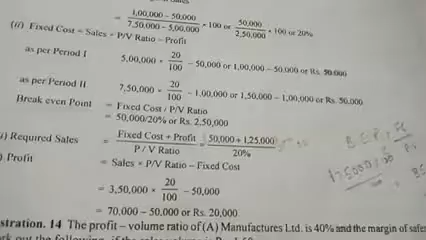 = 1,00,000 – 50,000 / 7,50,000 – 5,00,000 × 100 or 50,000 / 2,50,000 × 100 or 20%
(ii) Fixed Cost = Sales × P/V Ratio – Profit
as per Period I 5,00,000 × 20/100 – 50,000 or 1,00,000 – 50,000 or Rs. 50,000
as per Period II 7,50,000 × 20/100 – 1,00,000 or 1,50,000 – 1,00,000 or Rs. 50,000
Break even Point = Fixed Cost / P/V Ratio
= 50,000/20% or Rs. 2,50,000
) Required Sales = Fixed Cost + Profit / P / V Ratio = 50,000 + 1,25,000 / 20%
) Profit = Sales × P/V Ratio – Fixed Cost
= 3,50,000 × 20/100 – 50,000
= 70,000 – 50,000 or Rs. 20,000
stration. 14 The profit – volume ratio of (A) Manufactures Ltd. is 40% and the margin of safe